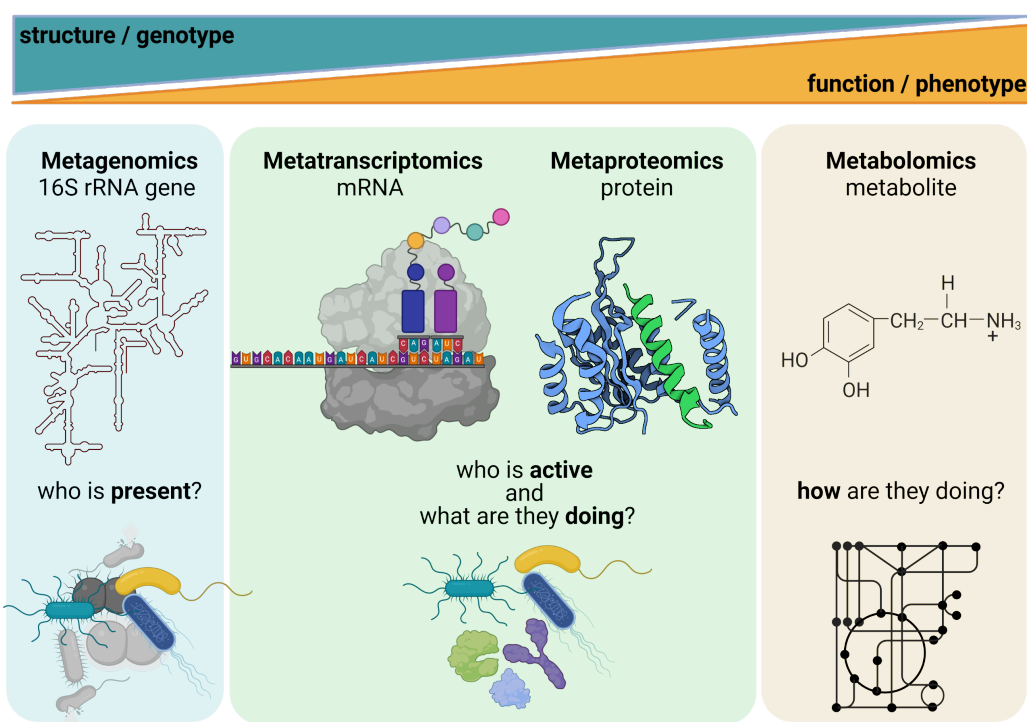 structure / genotype
function / phenotype
Metagenomics
16S rRNA gene
Metatranscriptomics
mRNA
Metaproteomics
protein
Metabolomics
metabolite
C A G A U C
G U G C A C A A U G A U C A U C G U C U A G A U
H
CH2–CH–NH3
+
HO
OH
who is present?
who is active
and
what are they doing?
how are they doing?